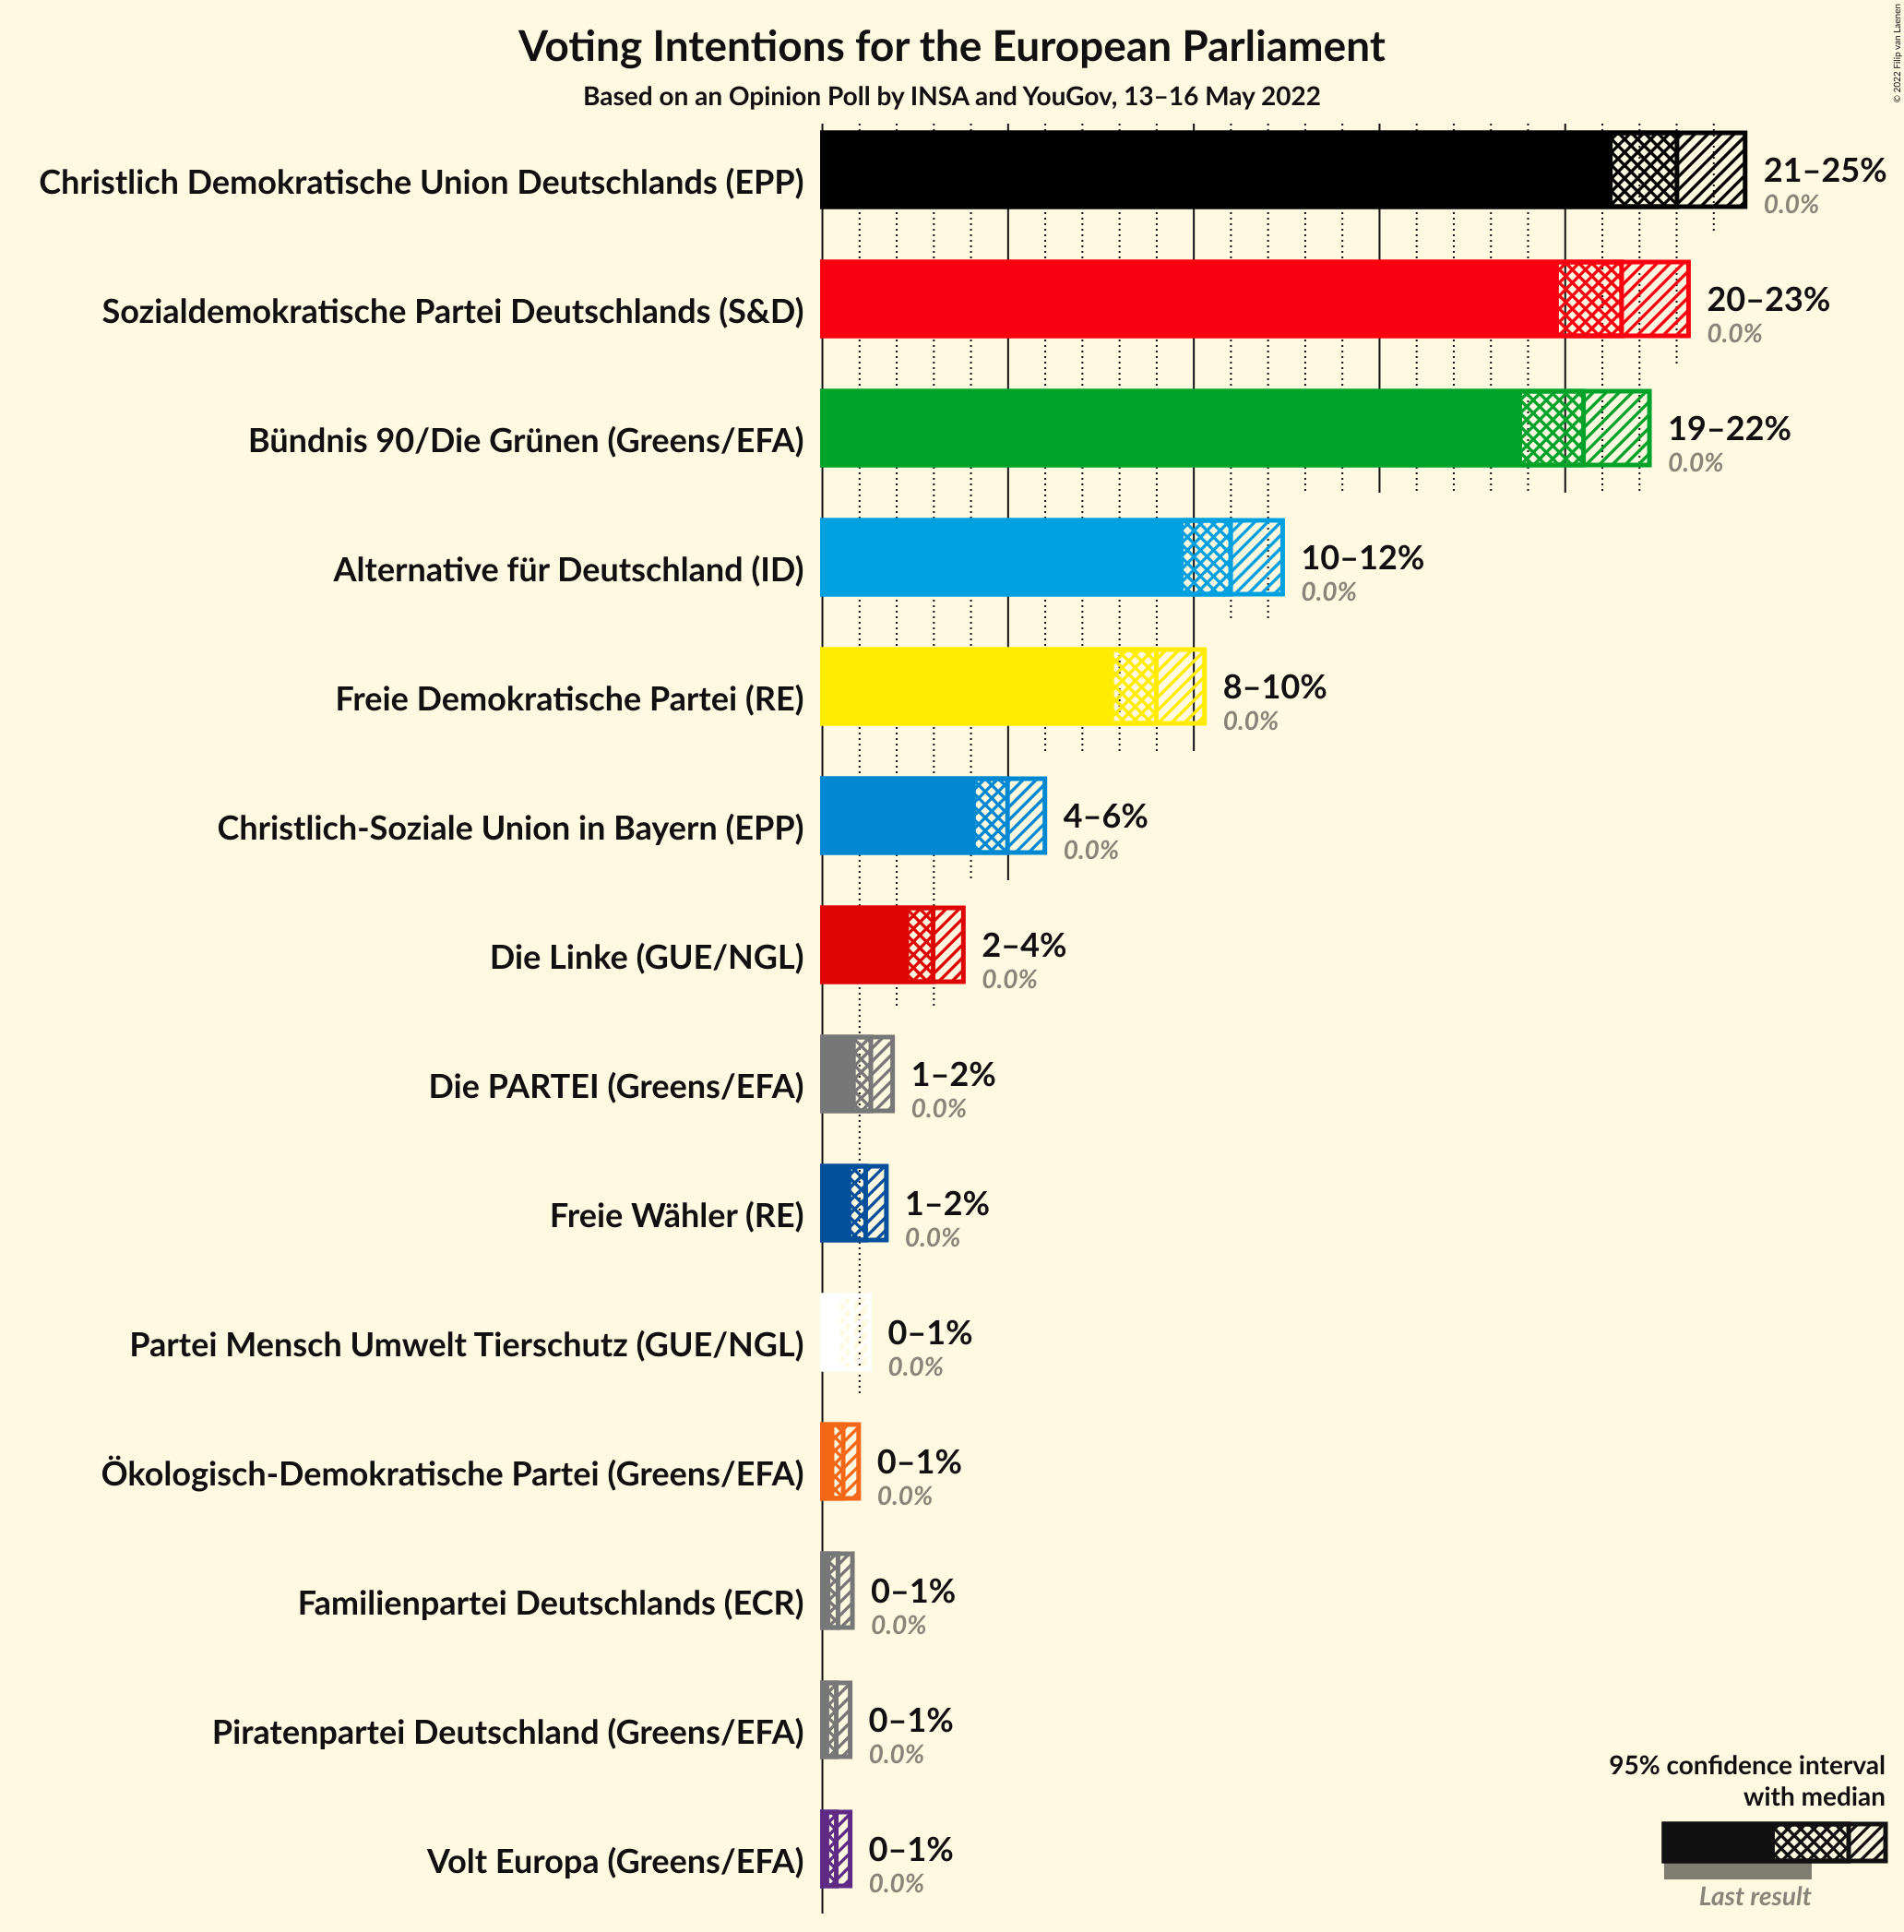 Voting Intentions for the European Parliament
Based on an Opinion Poll by INSA and YouGov, 13–16 May 2022
© 2022 Filip van Laenen
Christlich Demokratische Union Deutschlands (EPP)
21–25%
0.0%
Sozialdemokratische Partei Deutschlands (S&D)
20–23%
0.0%
Bündnis 90/Die Grünen (Greens/EFA)
19–22%
0.0%
Alternative für Deutschland (ID)
10–12%
0.0%
Freie Demokratische Partei (RE)
8–10%
0.0%
Christlich-Soziale Union in Bayern (EPP)
4–6%
0.0%
Die Linke (GUE/NGL)
2–4%
0.0%
Die PARTEI (Greens/EFA)
1–2%
0.0%
Freie Wähler (RE)
1–2%
0.0%
Partei Mensch Umwelt Tierschutz (GUE/NGL)
0–1%
0.0%
Ökologisch-Demokratische Partei (Greens/EFA)
0–1%
0.0%
Familienpartei Deutschlands (ECR)
0–1%
0.0%
Piratenpartei Deutschland (Greens/EFA)
0–1%
0.0%
Volt Europa (Greens/EFA)
0–1%
0.0%
95% confidence interval
with median
Last result